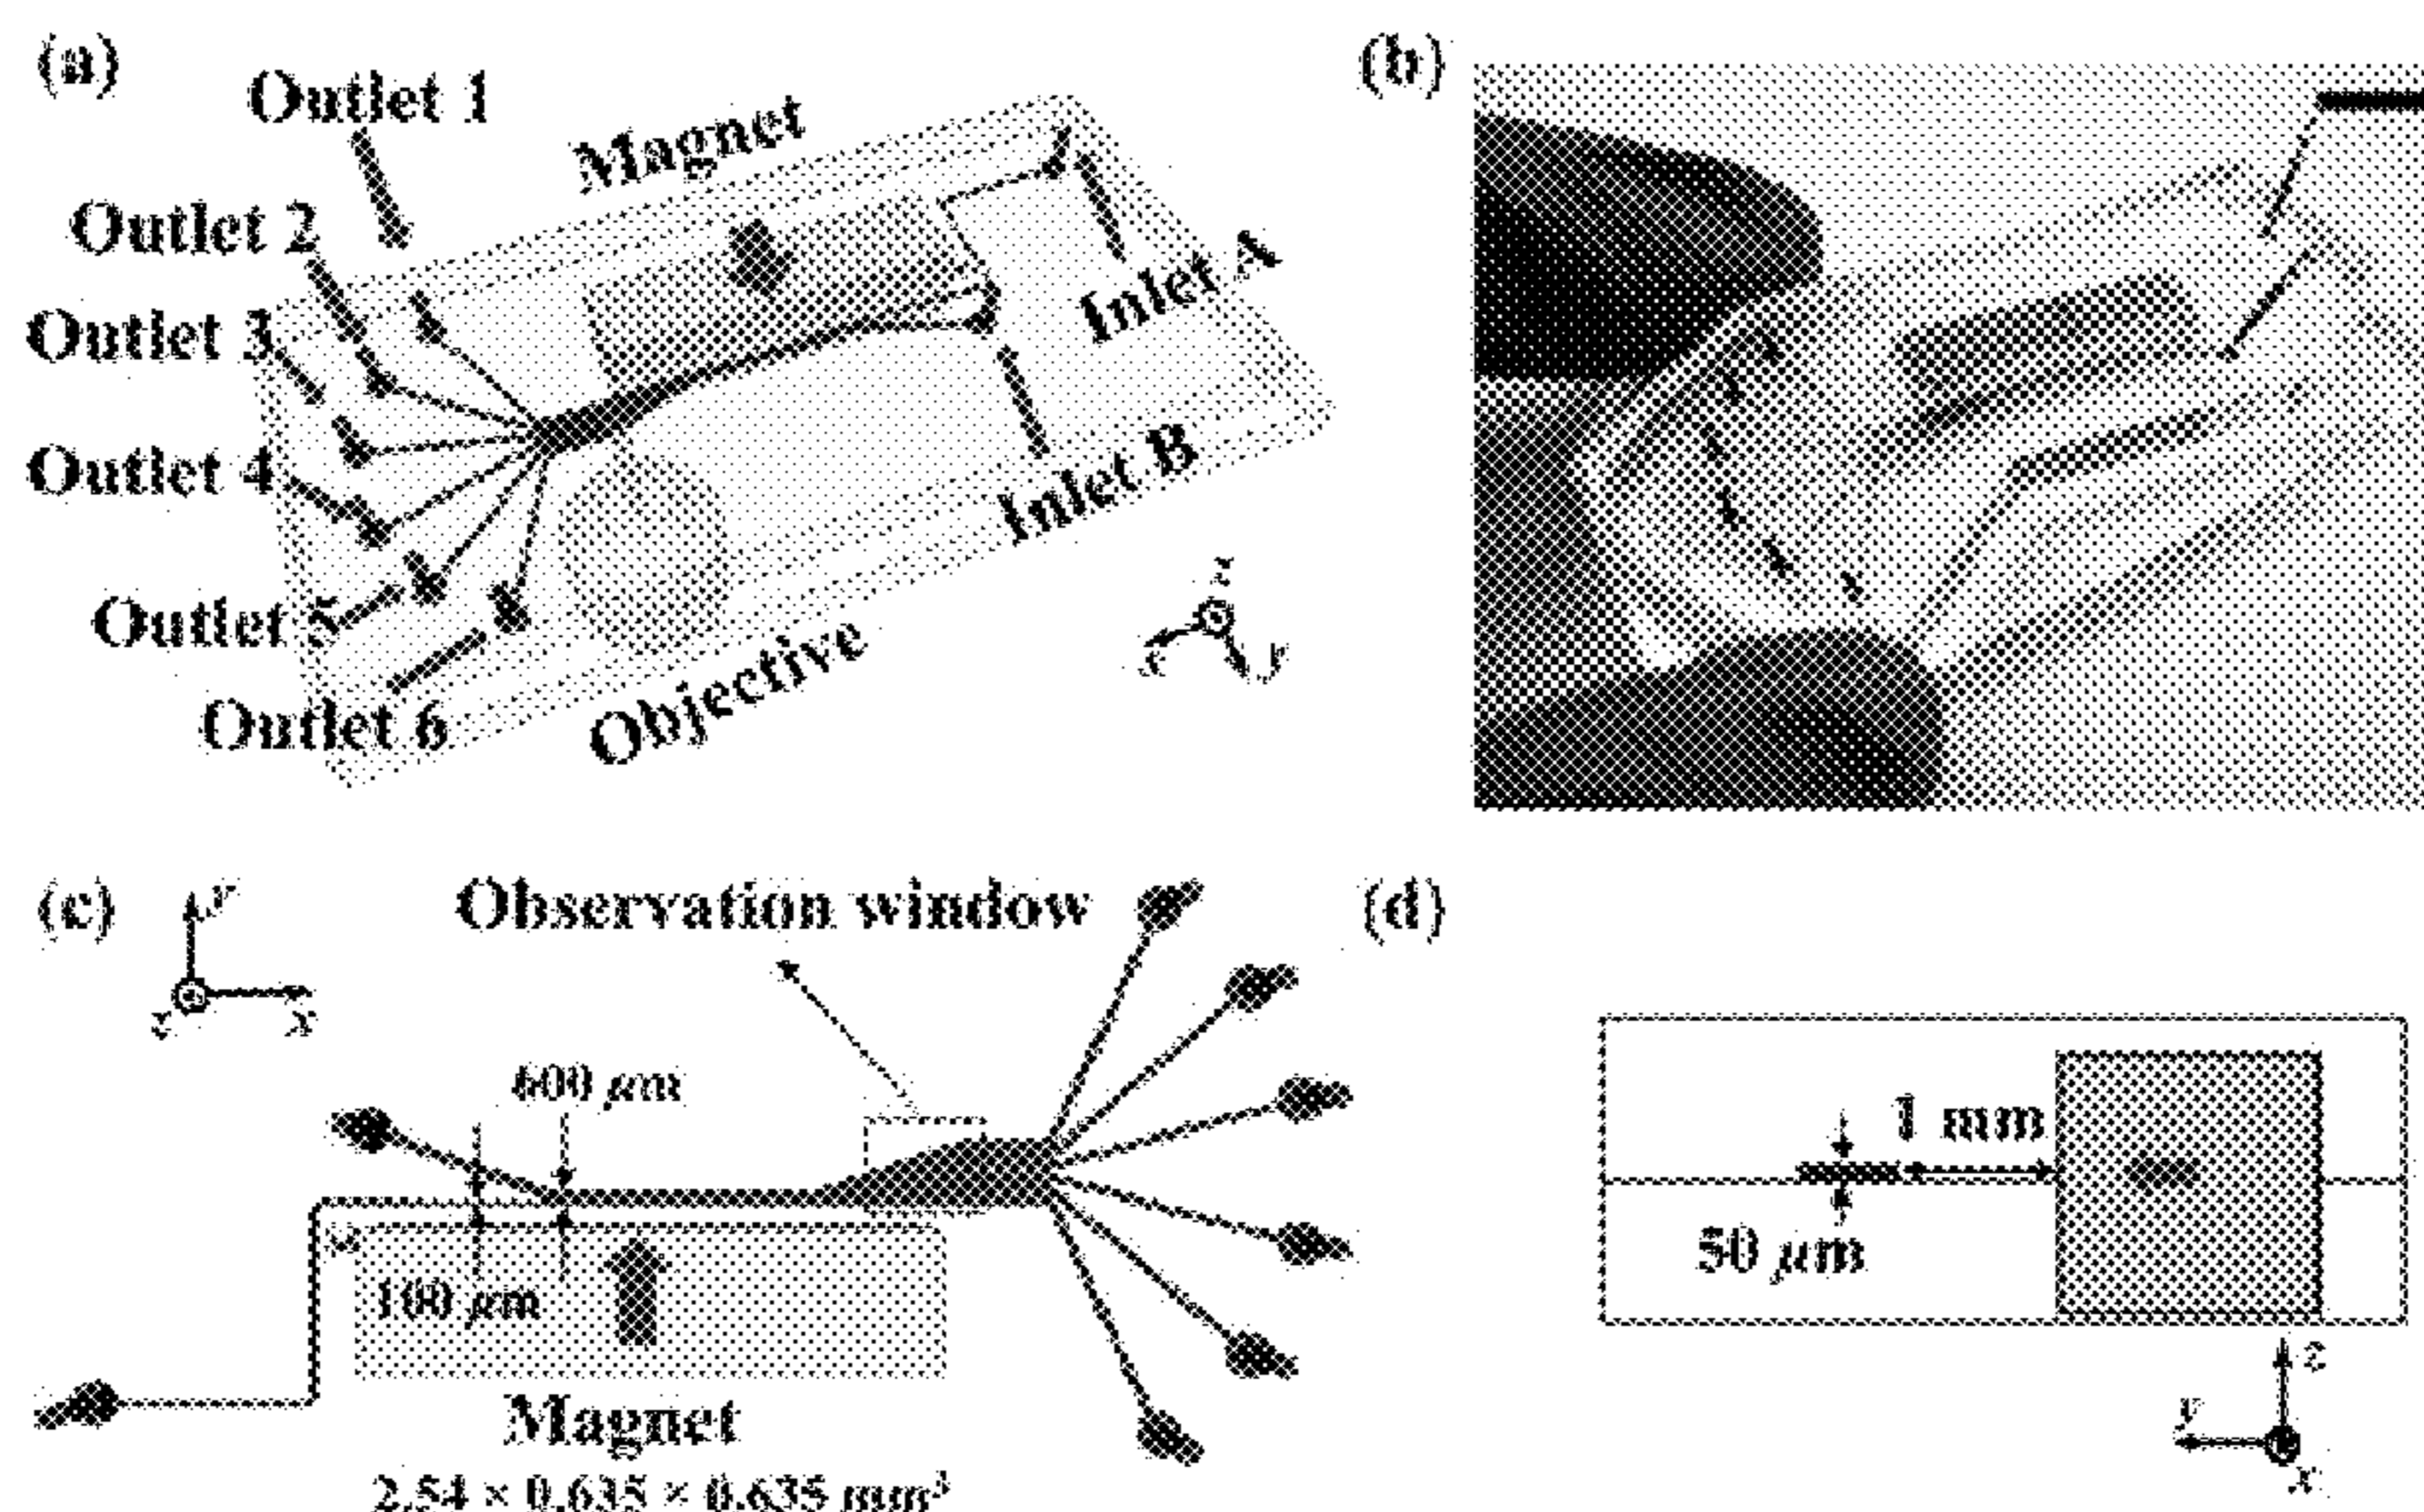 (a)
Outlet 1
Outlet 2
Outlet 3
Outlet 4
Outlet 5
Outlet 6
Magnet
Inlet A
Inlet B
Objective
z
x
y
(b)
(c)
y
z
x
Observation window
600 μm
100 μm
Magnet
2.54 × 0.635 × 0.635 mm³
(d)
1 mm
50 μm
z
y
x